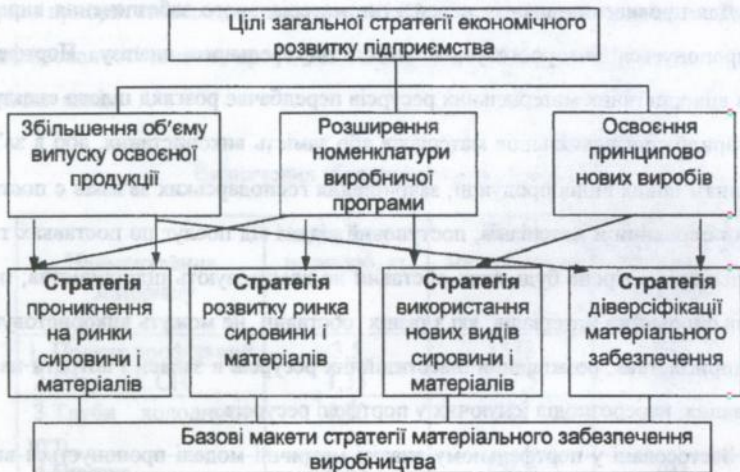 Цілі загальної стратегії економічного
розвитку підприємства
Збільшення об'єму
випуску освоєної
продукції
Розширення
номенклатури
виробничої
програми
Освоєння
принципово
нових виробів
Стратегія
проникнення
на ринки
сировини і
матеріалів
Стратегія
розвитку ринка
сировини і
матеріалів
Стратегія
використання
нових видів
сировини і
матеріалів
Стратегія
діверсіфікації
матеріального
забезпечення
Базові макети стратегії матеріального забезпечення
виробництва